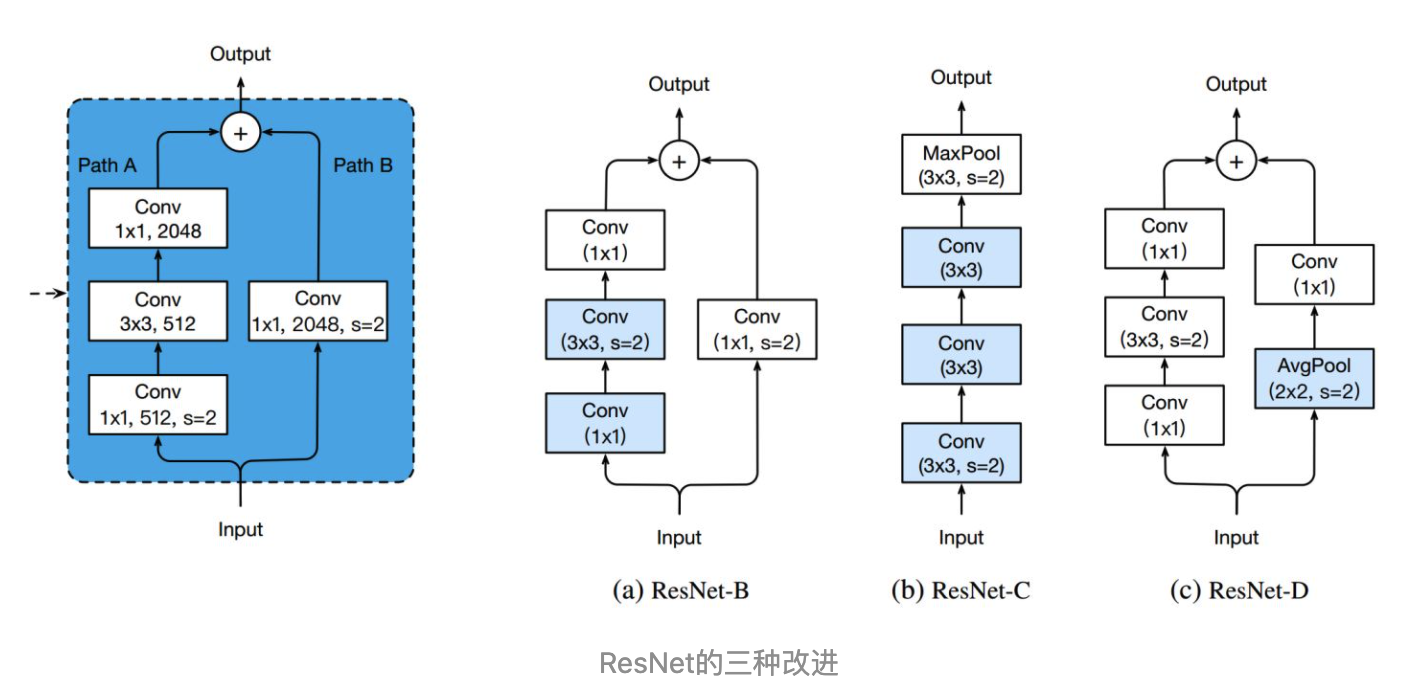 Output
+
Path A
Path B
Conv
1x1, 2048
Conv
3x3, 512
Conv
1x1, 2048, s=2
Conv
1x1, 512, s=2
Input
Output
+
Conv
(1x1)
Conv
(3x3, s=2)
Conv
(1x1, s=2)
Conv
(1x1)
Input
(a) ResNet-B
Output
MaxPool
(3x3, s=2)
Conv
(3x3)
Conv
(3x3)
Conv
(3x3, s=2)
Input
(b) ResNet-C
Output
+
Conv
(1x1)
Conv
(1x1)
Conv
(3x3, s=2)
AvgPool
(2x2, s=2)
Conv
(1x1)
Input
(c) ResNet-D
ResNet的三种改进